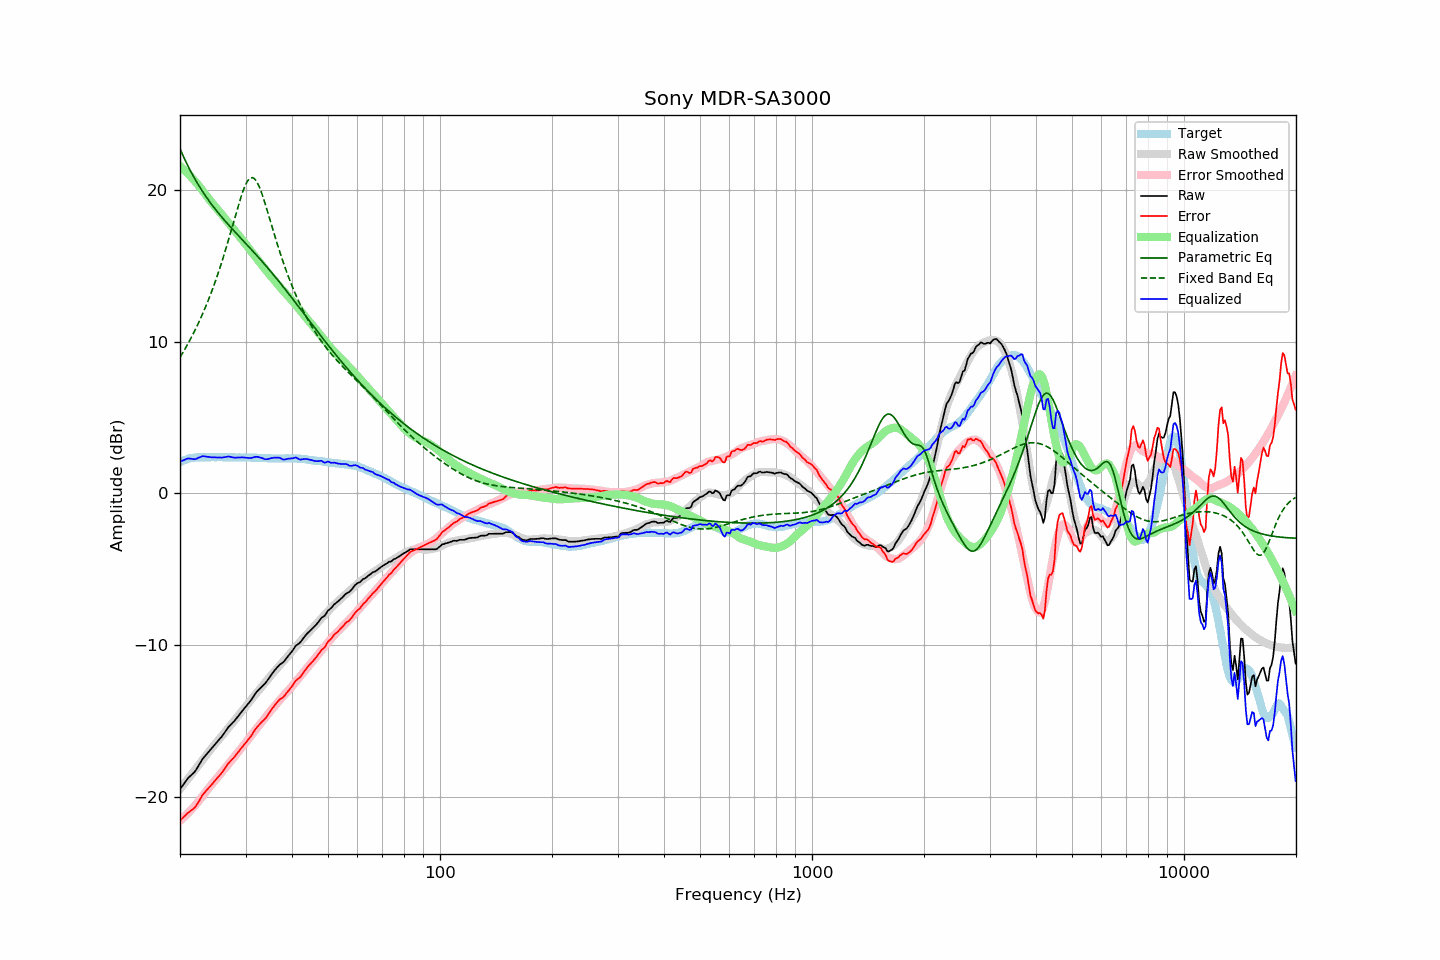 Sony MDR-SA3000
Target
Raw Smoothed
Error Smoothed
Raw
Error
Equalization
Parametric Eq
Fixed Band Eq
Equalized
Amplitude (dBr)
20
10
0
−10
−20
100
1000
10000
Frequency (Hz)